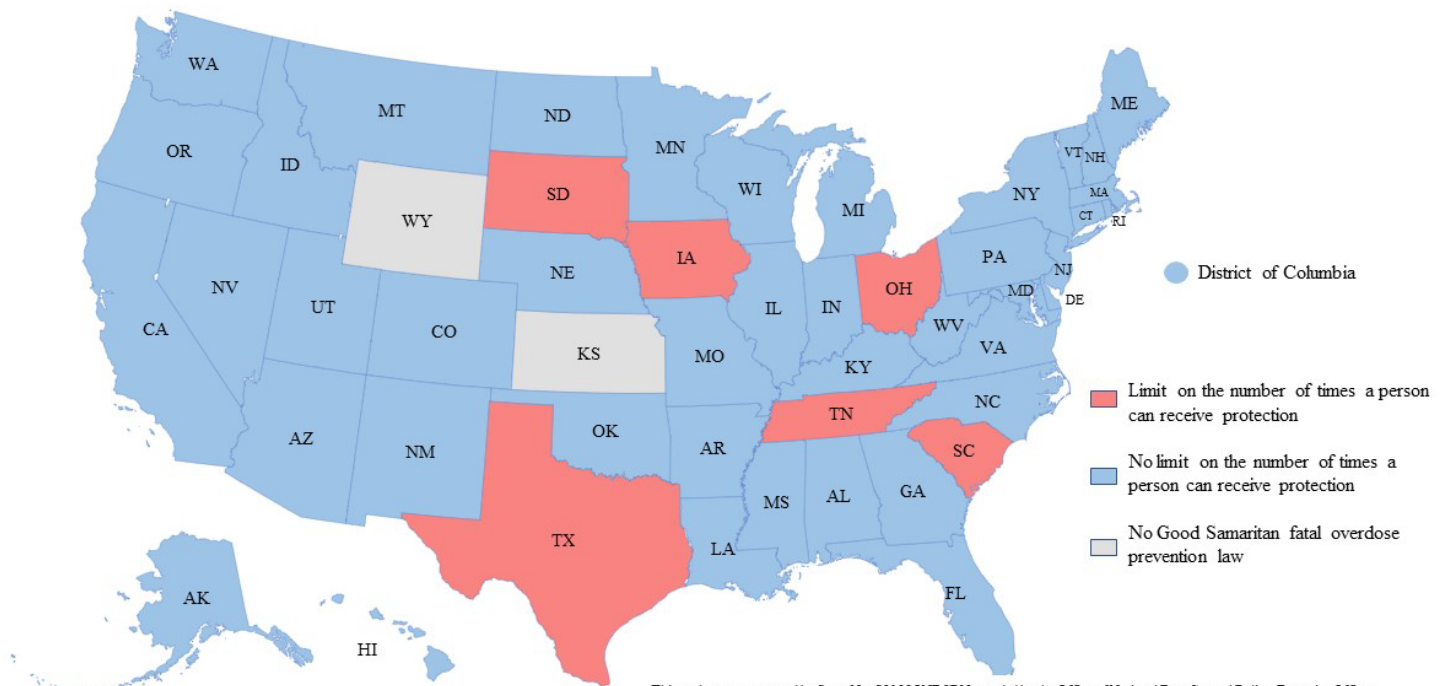 WA
MT
ND
MN
ME
OR
ID
SD
WI
VT
NH
NY
MA
WY
MI
CT
RI
IA
PA
NE
NJ
District of Columbia
NV
OH
MD
DE
UT
IL
IN
CA
CO
WV
VA
KS
MO
KY
Limit on the number of times a person
can receive protection
TN
NC
AZ
OK
NM
AR
SC
No limit on the number of times a
person can receive protection
MS
AL
GA
TX
LA
No Good Samaritan fatal overdose
prevention law
AK
FL
HI